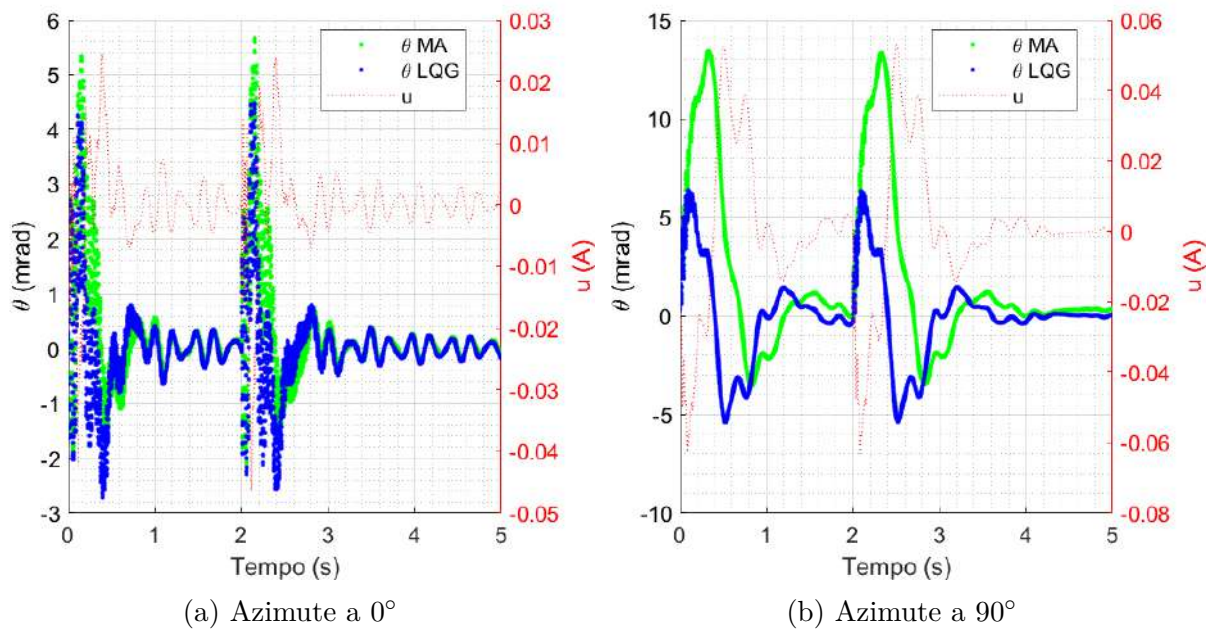 6
5
4
3
2
1
0
-1
-2
-3
θ (mrad)
0.03
0.02
0.01
0
-0.01
-0.02
-0.03
-0.04
-0.05
u (A)
θ MA
θ LQG
u
0 1 2 3 4 5
Tempo (s)
(a) Azimute a 0°
15
10
5
0
-5
-10
θ (mrad)
0.06
0.04
0.02
0
-0.02
-0.04
-0.06
-0.08
u (A)
θ MA
θ LQG
u
0 1 2 3 4 5
Tempo (s)
(b) Azimute a 90°